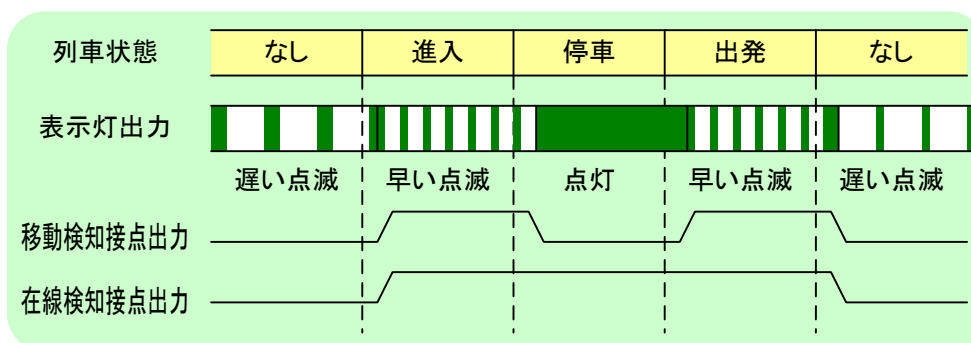 列車状態 なし 進入 停車 出発 なし
表示灯出力
遅い点滅 早い点滅 点灯 早い点滅 遅い点滅
移動検知接点出力
在線検知接点出力